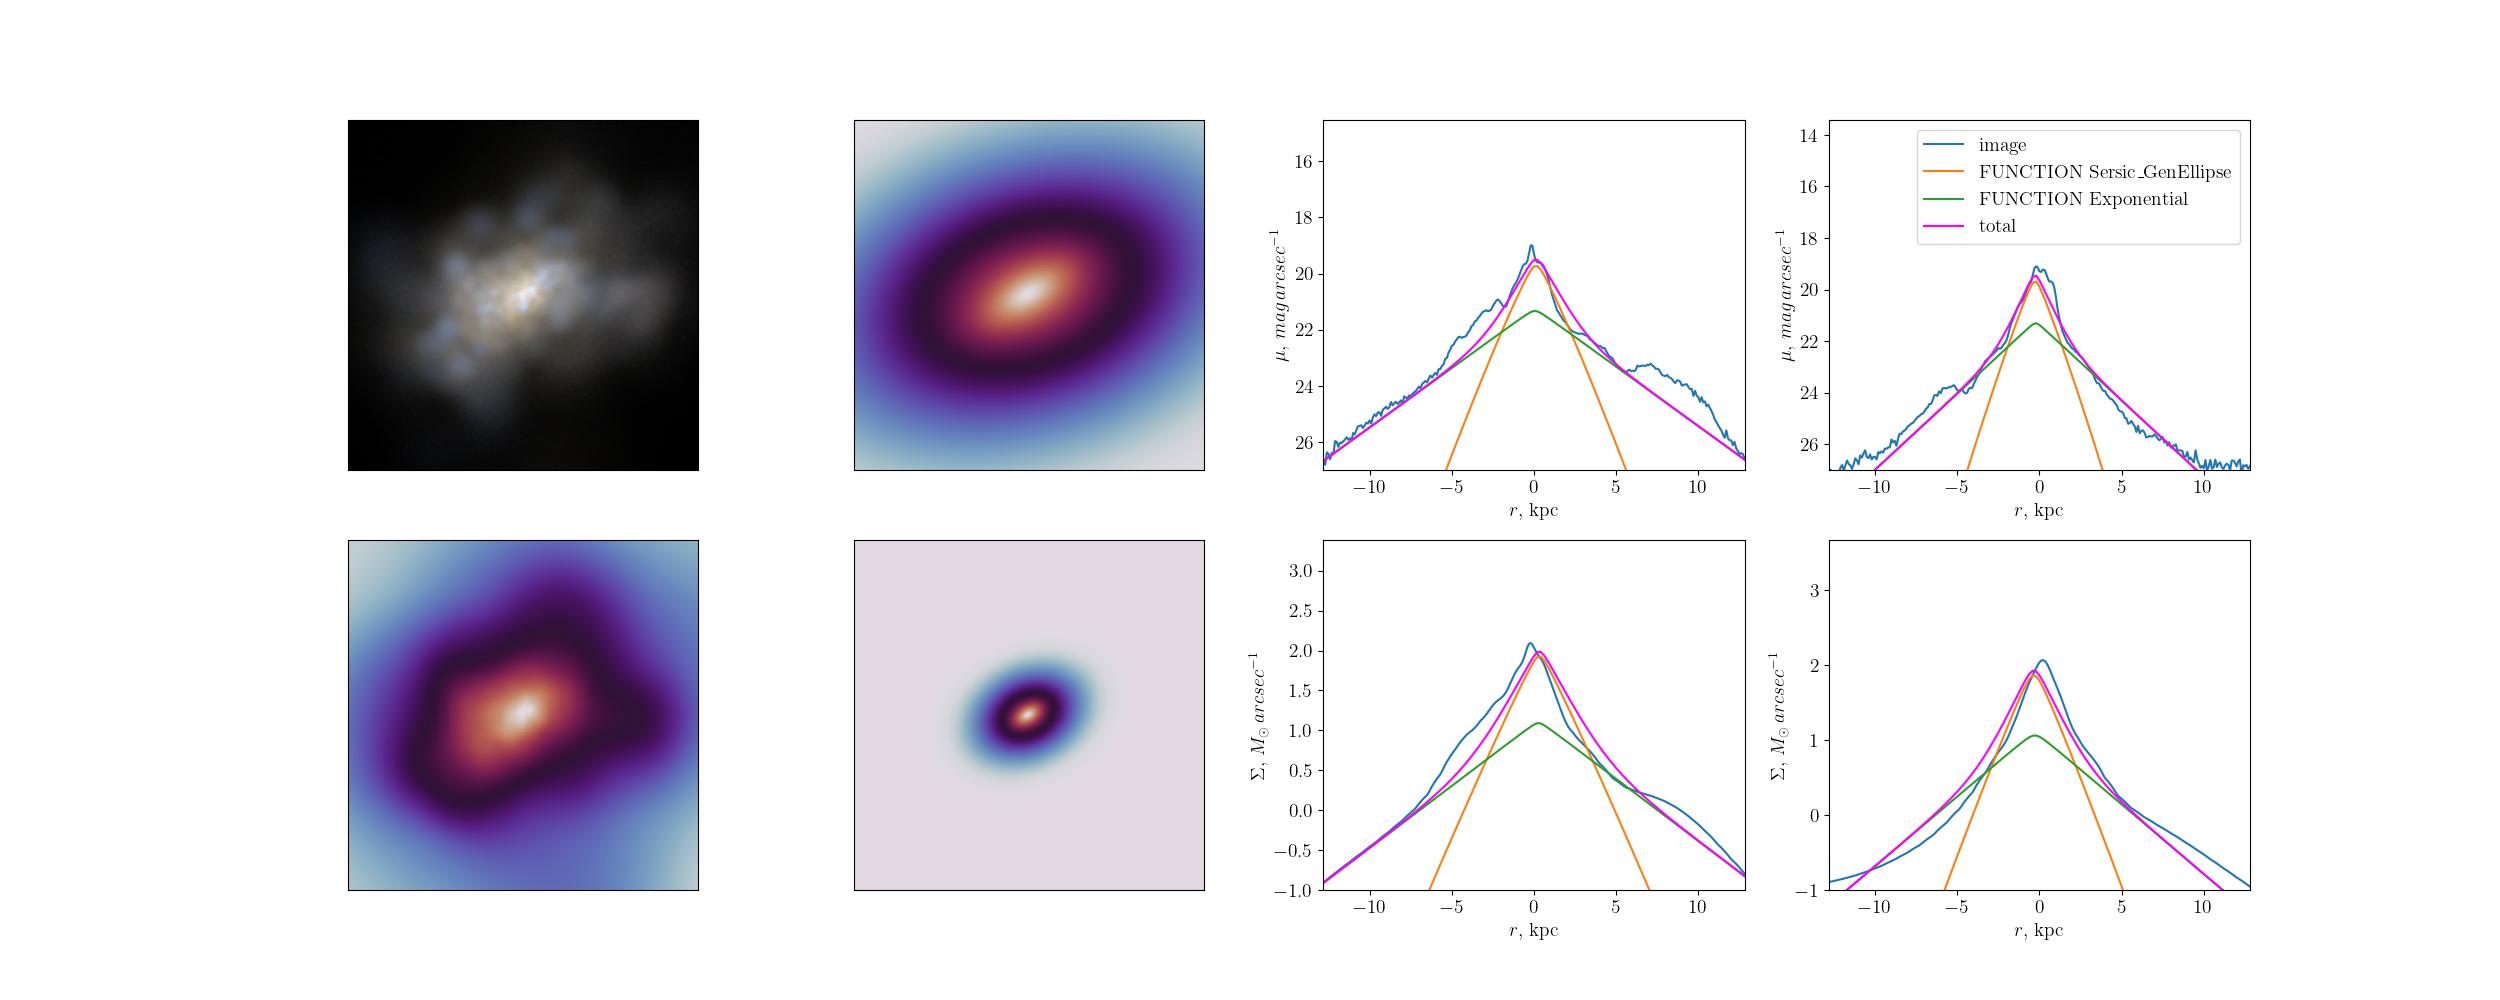 μ, mag arcsec⁻¹
16
18
20
22
24
26
−10 −5 0 5 10
r, kpc
μ, mag arcsec⁻¹
14
16
18
20
22
24
26
image
FUNCTION Sersic_GenEllipse
FUNCTION Exponential
total
−10 −5 0 5 10
r, kpc
Σ, M⊙ arcsec⁻¹
3.0
2.5
2.0
1.5
1.0
0.5
0.0
−0.5
−1.0
−10 −5 0 5 10
r, kpc
Σ, M⊙ arcsec⁻¹
3
2
1
0
−1
−10 −5 0 5 10
r, kpc